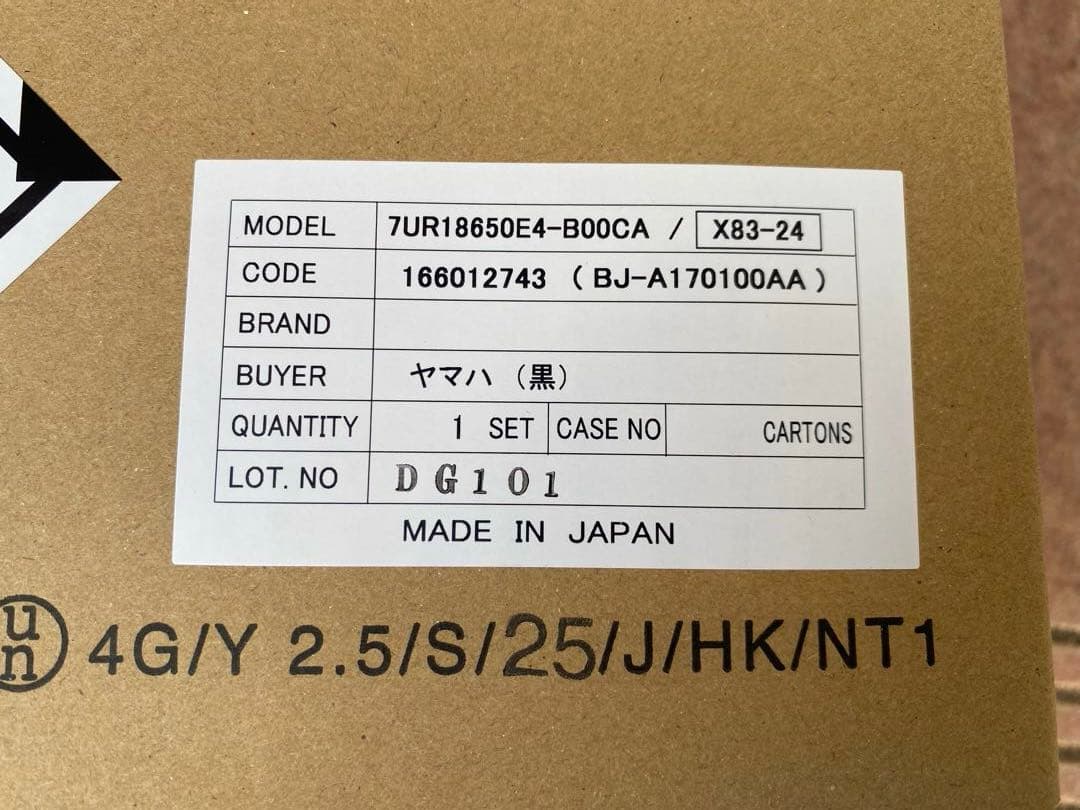 MODEL 7UR18650E4-B00CA / X83-24
CODE 166012743 ( BJ-A170100AA )
BRAND
BUYER ヤマハ (黒)
QUANTITY 1 SET CASE NO CARTONS
LOT. NO DG101
MADE IN JAPAN
un 4G/Y 2.5/S/25/J/HK/NT1